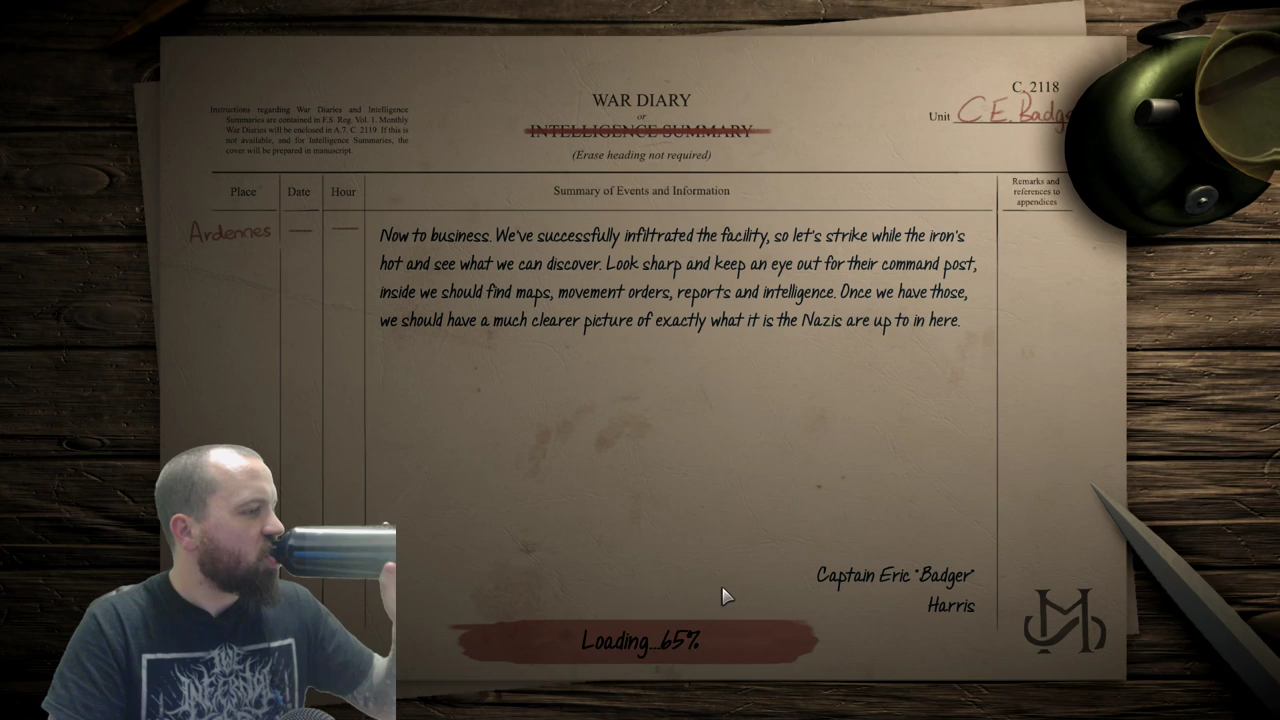 Instructions regarding War Diaries and Intelligence
Summaries are contained in F.S. Reg. Vol. 1. Monthly
War Diaries will be enclosed in A.7. C. 2119. If this is
not available, and for Intelligence Summaries, the
cover will be prepared in manuscript.
WAR DIARY
or
INTELLIGENCE SUMMARY
(Erase heading not required)
C. 2118
Unit C.E. Badge
Place Date Hour Summary of Events and Information
Remarks and
references to
appendices
Ardennes — —
Now to business. We've successfully infiltrated the facility, so let's strike while the iron's
hot and see what we can discover. Look sharp and keep an eye out for their command post,
inside we should find maps, movement orders, reports and intelligence. Once we have those,
we should have a much clearer picture of exactly what it is the Nazis are up to in here.
Captain Eric "Badger"
Harris
Loading...65%
INFERNAL